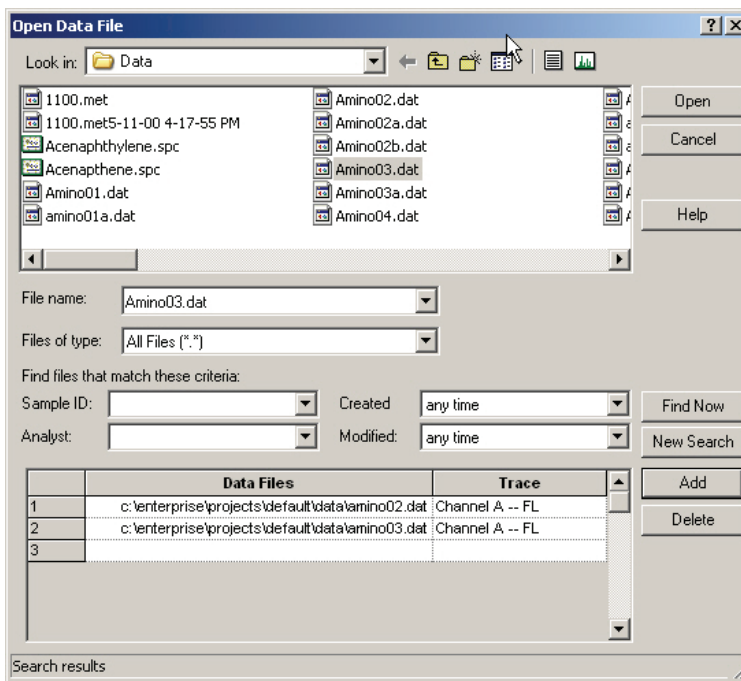 Open Data File
Look in: Data
1100.met
1100.met5-11-00 4-17-55 PM
Acenaphthylene.spc
Acenapthene.spc
Amino01.dat
amino01a.dat
Amino02.dat
Amino02a.dat
Amino02b.dat
Amino03.dat
Amino03a.dat
Amino04.dat
Open
Cancel
Help
File name: Amino03.dat
Files of type: All Files (*.*)
Find files that match these criteria:
Sample ID: Created any time Find Now
Analyst: Modified: any time New Search
Data Files Trace Add
1 c:\enterprise\projects\default\data\amino02.dat Channel A -- FL
2 c:\enterprise\projects\default\data\amino03.dat Channel A -- FL
3
Delete
Search results